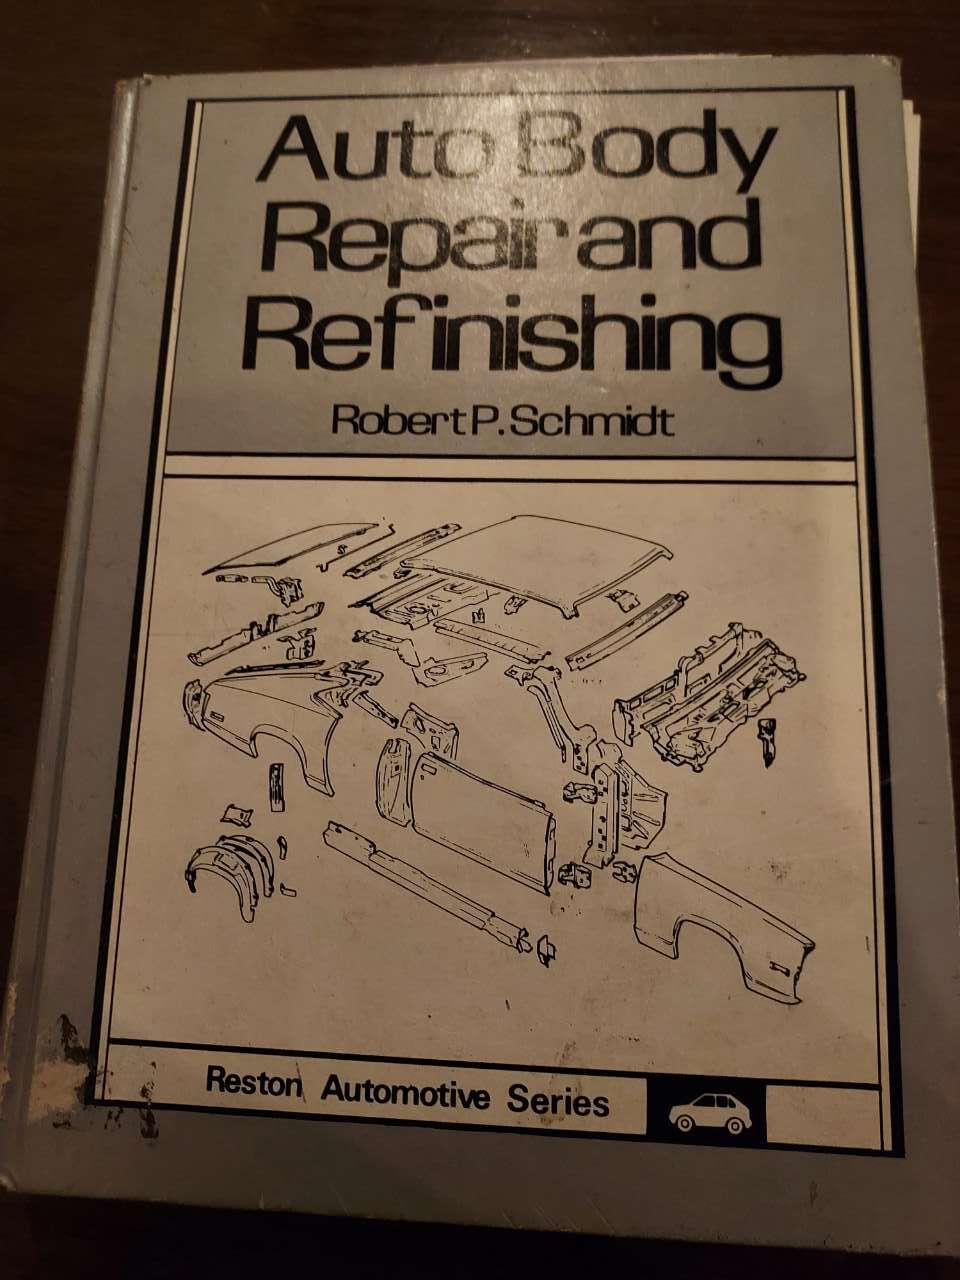 Auto Body
Repair and
Refinishing
Robert P. Schmidt
Reston Automotive Series